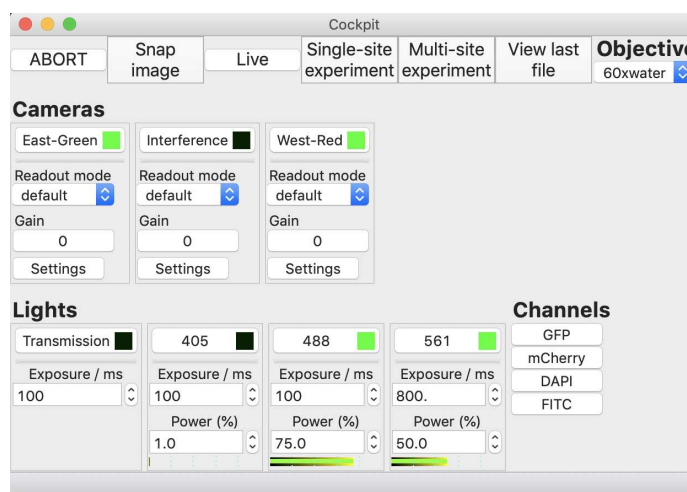 Cockpit
ABORT
Snap image
Live
Single-site experiment
Multi-site experiment
View last file
Objective
60xwater
Cameras
East-Green
Interference
West-Red
Readout mode
Readout mode
Readout mode
default
default
default
Gain
Gain
Gain
0
0
0
Settings
Settings
Settings
Lights
Channels
Transmission
405
488
561
GFP
mCherry
DAPI
FITC
Exposure / ms
Exposure / ms
Exposure / ms
Exposure / ms
100
100
100
800.
Power (%)
Power (%)
Power (%)
1.0
75.0
50.0